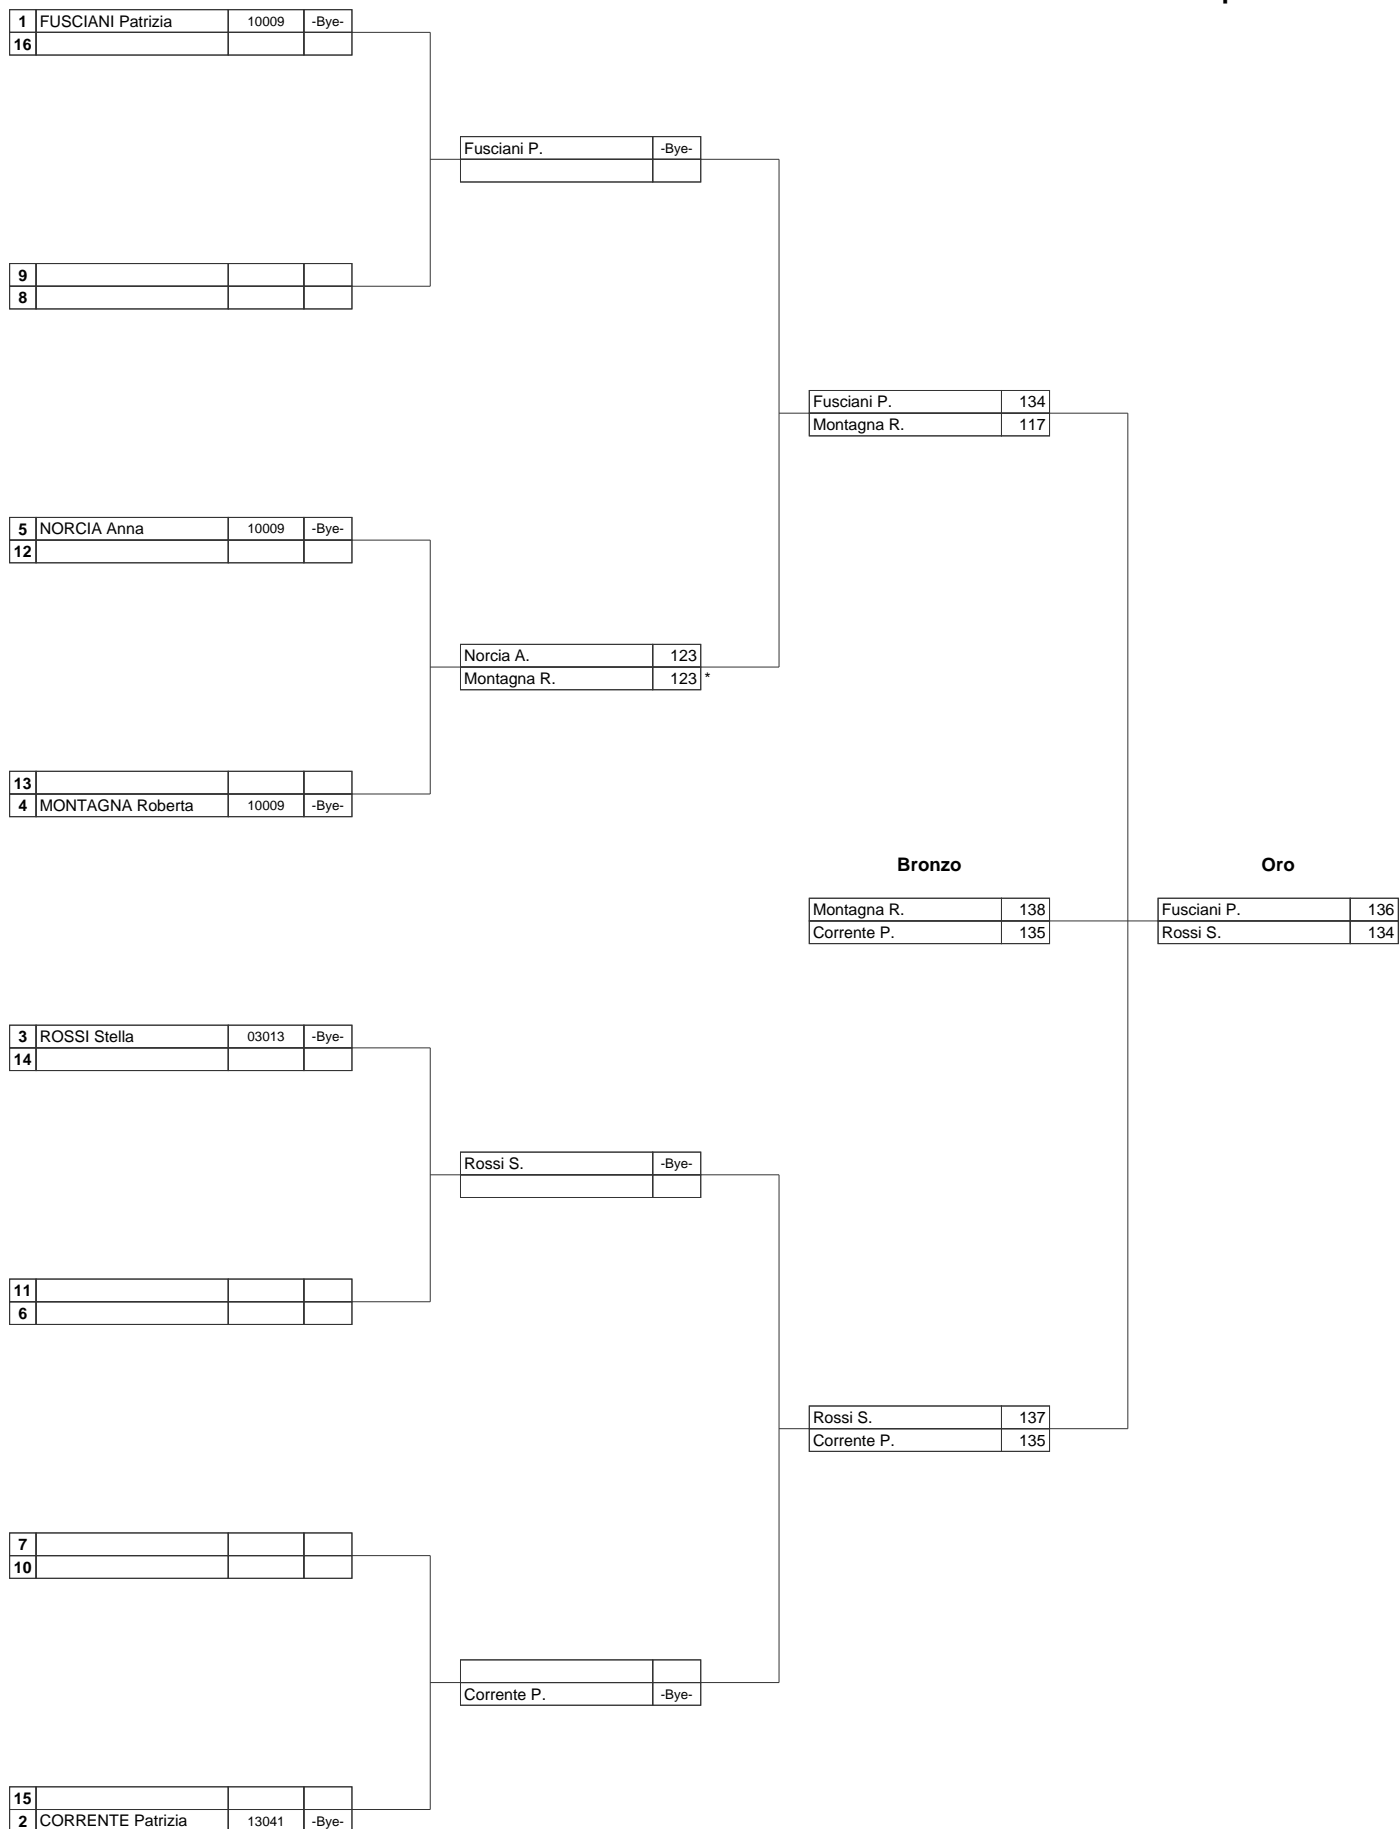 1 FUSCIANI Patrizia 10009 -Bye-
16
Fusciani P. -Bye-
9
8
Fusciani P. 134
Montagna R. 117
5 NORCIA Anna 10009 -Bye-
12
Norcia A. 123
Montagna R. 123 *
13
4 MONTAGNA Roberta 10009 -Bye-
Bronzo Oro
Montagna R. 138 Fusciani P. 136
Corrente P. 135 Rossi S. 134
3 ROSSI Stella 03013 -Bye-
14
Rossi S. -Bye-
11
6
Rossi S. 137
Corrente P. 135
7
10
Corrente P. -Bye-
15
2 CORRENTE Patrizia 13041 -Bye-